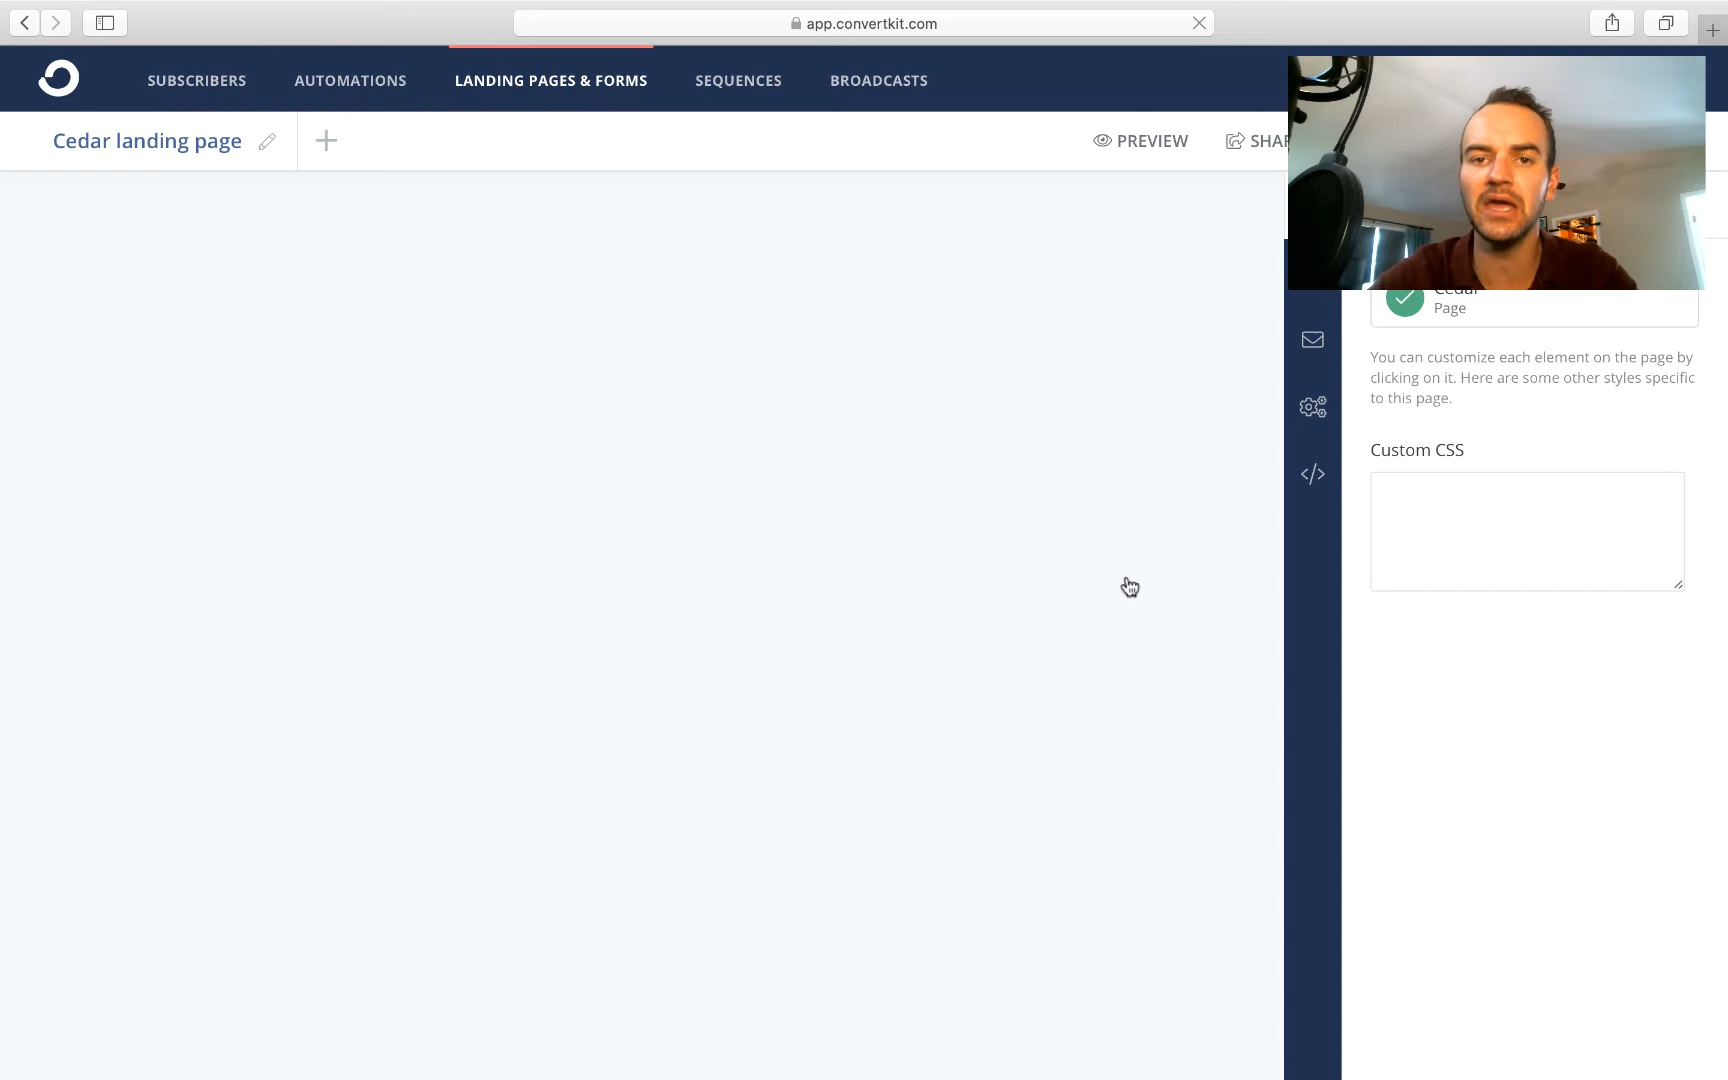 app.convertkit.com
SUBSCRIBERS
AUTOMATIONS
LANDING PAGES & FORMS
SEQUENCES
BROADCASTS
Cedar landing page
PREVIEW
SHAR
Cedar
Page
You can customize each element on the page by
clicking on it. Here are some other styles specific
to this page.
Custom CSS